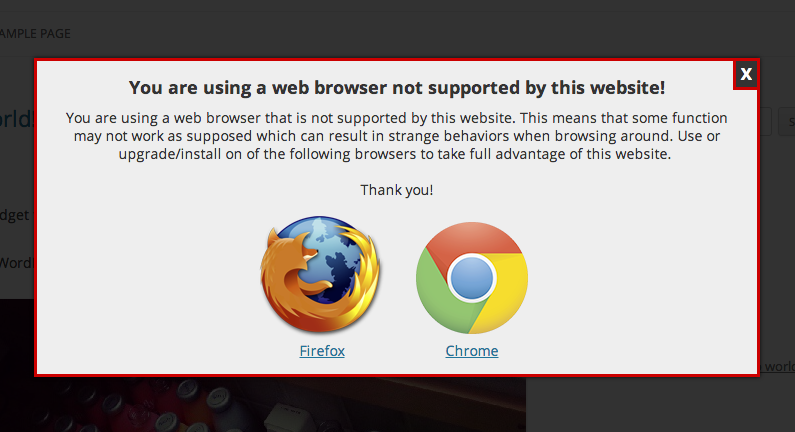 AMPLE PAGE
X
You are using a web browser not supported by this website!
You are using a web browser that is not supported by this website. This means that some function
may not work as supposed which can result in strange behaviors when browsing around. Use or
upgrade/install on of the following browsers to take full advantage of this website.
Thank you!
orld
S
dget
Word
Firefox
Chrome
world